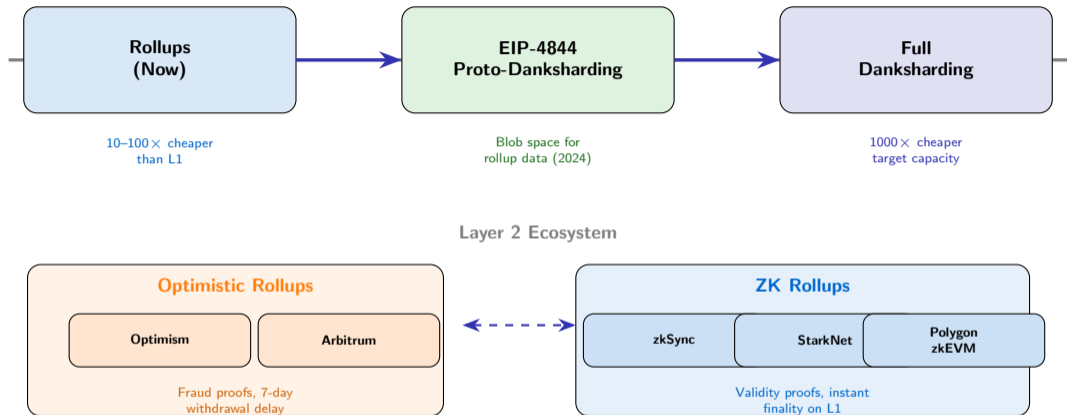 Rollups
(Now)
EIP-4844
Proto-Danksharding
Full
Danksharding
10–100× cheaper
than L1
Blob space for
rollup data (2024)
1000× cheaper
target capacity
Layer 2 Ecosystem
Optimistic Rollups
Optimism
Arbitrum
Fraud proofs, 7-day
withdrawal delay
ZK Rollups
zkSync
StarkNet
Polygon
zkEVM
Validity proofs, instant
finality on L1